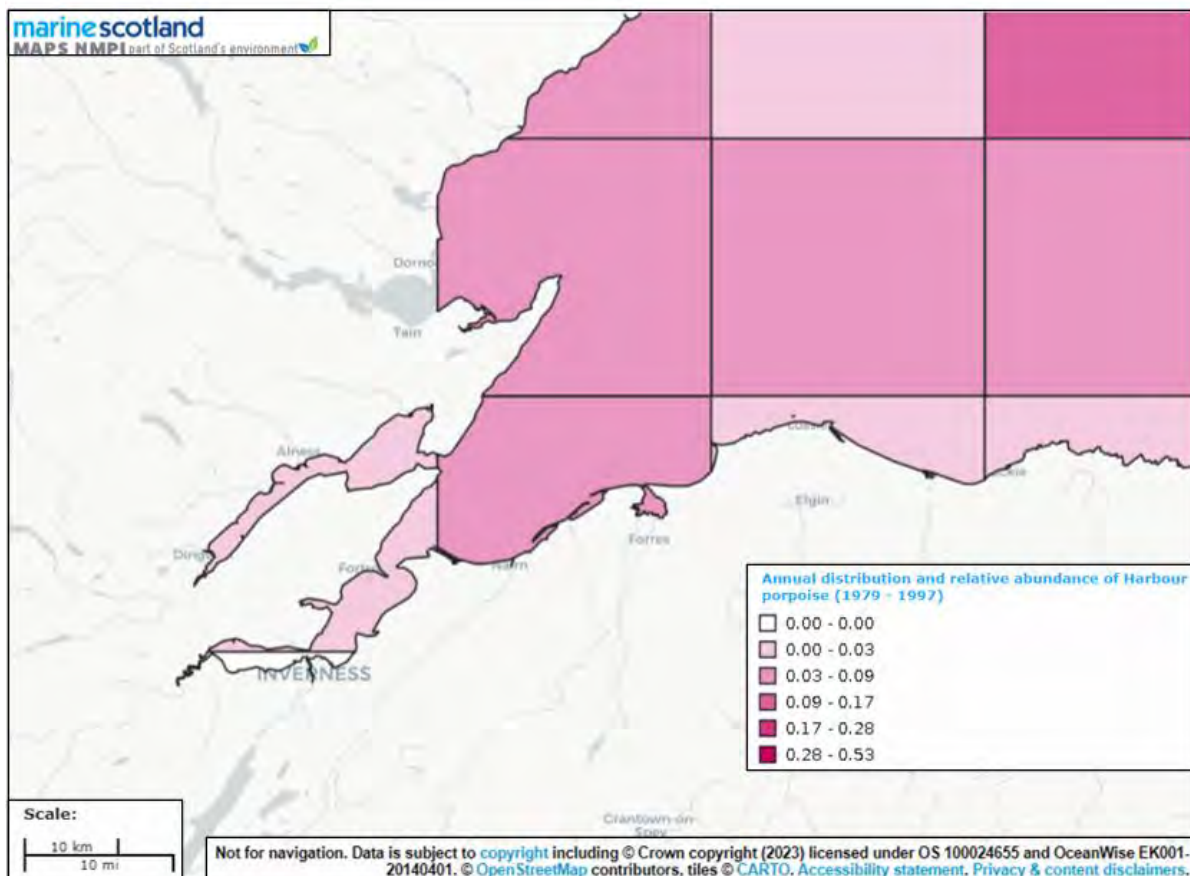 marinescotland
MAPS NMPI part of Scotland's environment
Dorno
Tain
Alness
Elgin
Forres
Nairn
INVERNESS
Annual distribution and relative abundance of Harbour
porpoise (1979 - 1997)
0.00 - 0.00
0.00 - 0.03
0.03 - 0.09
0.09 - 0.17
0.17 - 0.28
0.28 - 0.53
Grantown-on-
Spey
Scale:
10 km
10 mi
Not for navigation. Data is subject to copyright including © Crown copyright (2023) licensed under OS 100024655 and OceanWise EK001-
20140401. © OpenStreetMap contributors, tiles © CARTO. Accessibility statement. Privacy & content disclaimers.